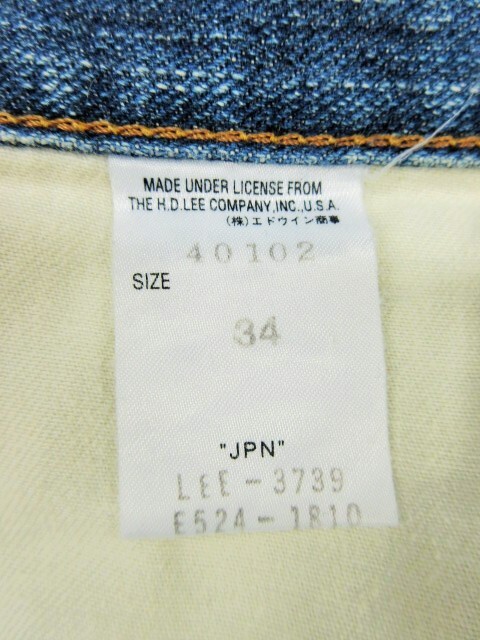 MADE UNDER LICENSE FROM
THE H.D.LEE COMPANY,INC.,U.S.A.
(株)エドウイン商事
40102
SIZE
34
"JPN"
LEE-3739
E524-1810